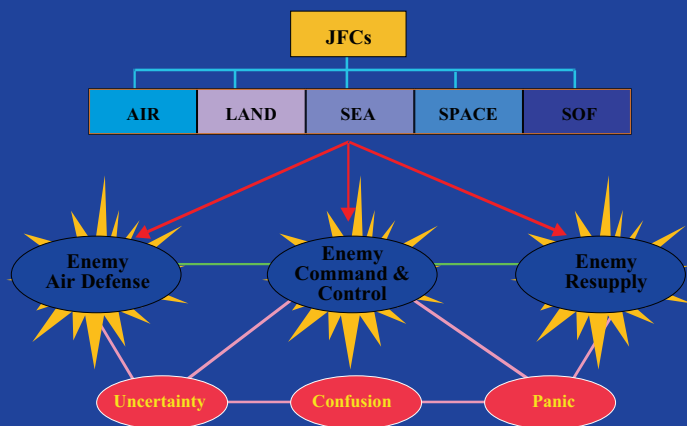 JFCs
AIR LAND SEA SPACE SOF
Enemy
Air Defense
Enemy
Command &
Control
Enemy
Resupply
Uncertainty Confusion Panic